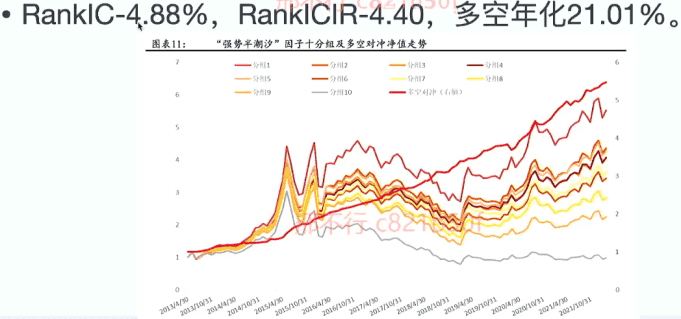 • RankIC-4.88%，RankICIR-4.40，多空年化21.01%。
图表11： “强势半潮汐”因子十分组及多空对冲净值走势
分组1 分组2 分组3 分组4
分组5 分组6 分组7 分组8
分组9 分组10 多空对冲（右轴）
7
6 6
5 5
4 4
3 3
2 2
1 1
0 0
邢不行 c821050f
2013/4/30 2013/10/31 2014/4/30 2014/10/31 2015/4/30 2015/10/31 2016/4/30 2016/10/31 2017/4/30 2017/10/31 2018/4/30 2018/10/31 2019/4/30 2019/10/31 2020/4/30 2020/10/31 2021/4/30 2021/10/31